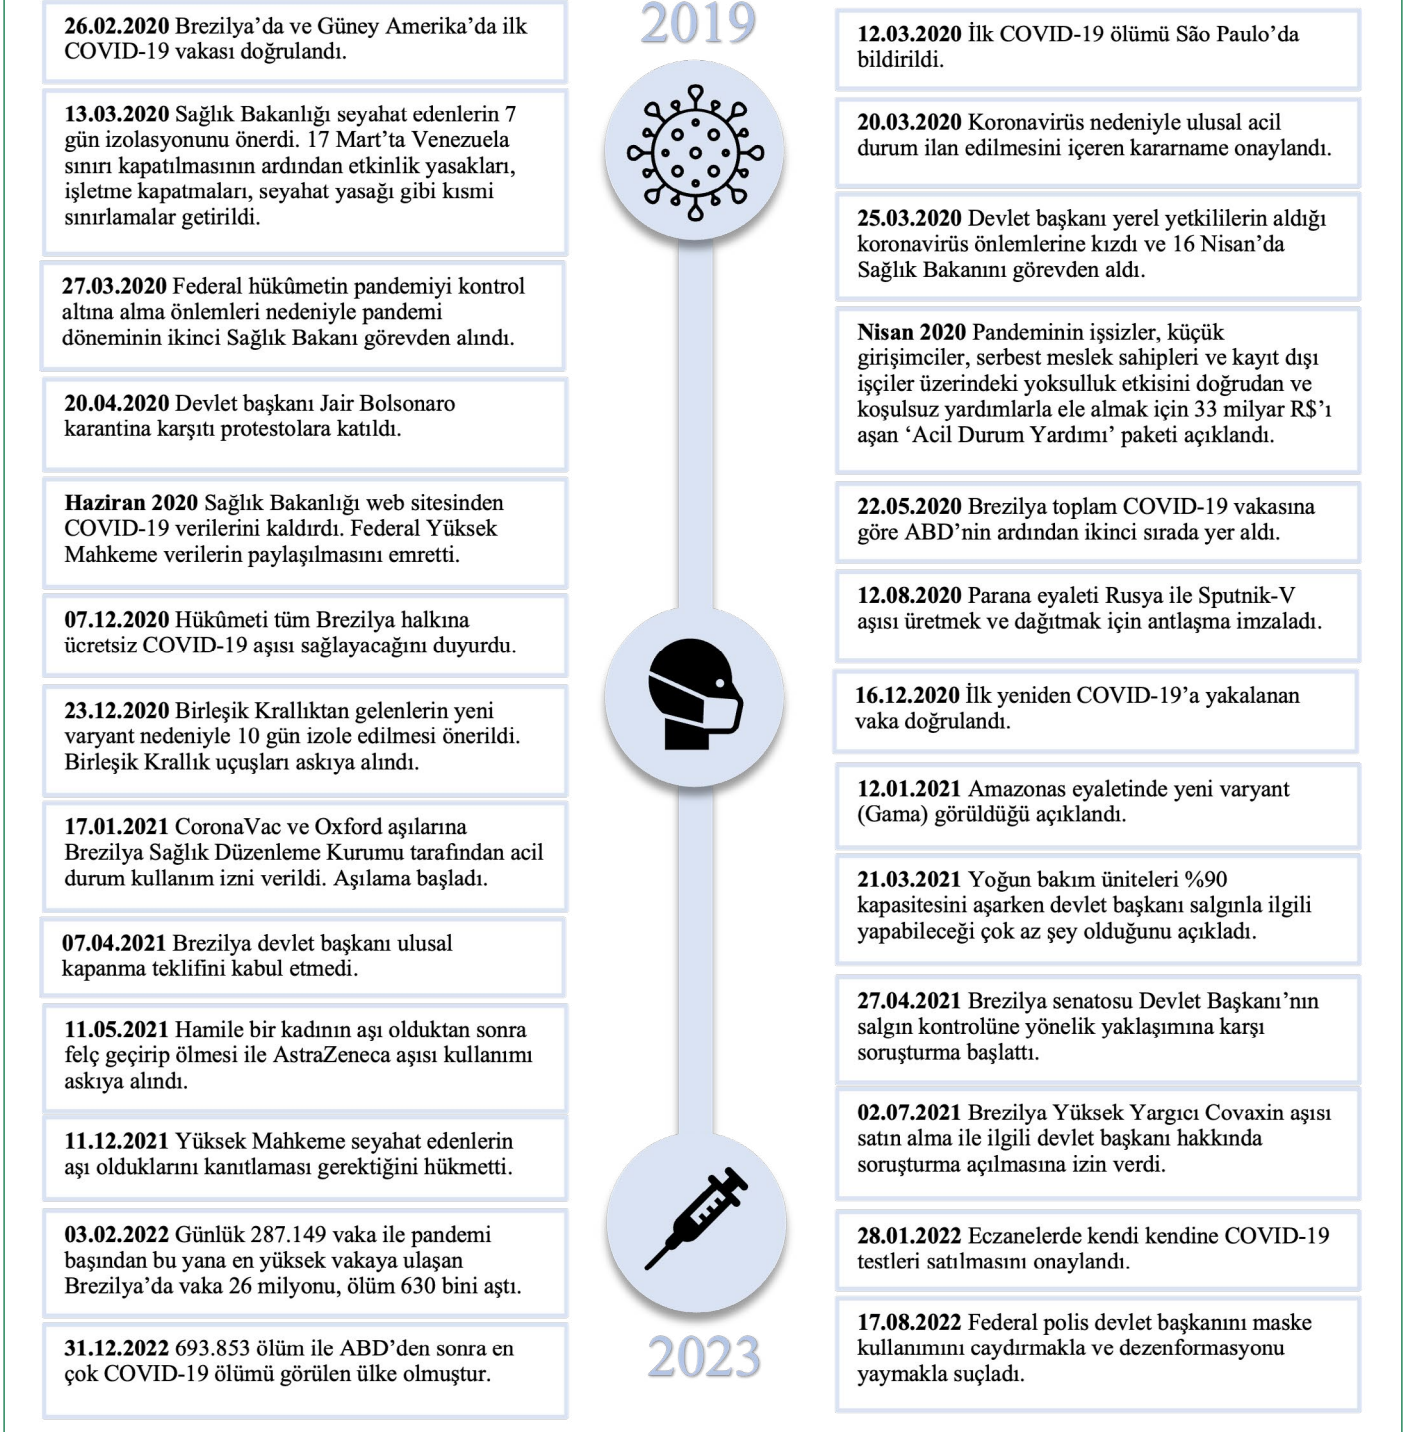 2019
26.02.2020 Brezilya’da ve Güney Amerika’da ilk
COVID-19 vakası doğrulandı.
12.03.2020 İlk COVID-19 ölümü São Paulo’da
bildirildi.
13.03.2020 Sağlık Bakanlığı seyahat edenlerin 7
gün izolasyonunu önerdi. 17 Mart’ta Venezuela
sınırı kapatılmasının ardından etkinlik yasakları,
işletme kapatmaları, seyahat yasağı gibi kısmi
sınırlamalar getirildi.
20.03.2020 Koronavirüs nedeniyle ulusal acil
durum ilan edilmesini içeren kararname onaylandı.
25.03.2020 Devlet başkanı yerel yetkililerin aldığı
koronavirüs önlemlerine kızdı ve 16 Nisan’da
Sağlık Bakanını görevden aldı.
27.03.2020 Federal hükûmetin pandemiyi kontrol
altına alma önlemleri nedeniyle pandemi
döneminin ikinci Sağlık Bakanı görevden alındı.
Nisan 2020 Pandeminin işsizler, küçük
girişimciler, serbest meslek sahipleri ve kayıt dışı
işçiler üzerindeki yoksulluk etkisini doğrudan ve
koşulsuz yardımlarla ele almak için 33 milyar R$’ı
aşan ‘Acil Durum Yardımı’ paketi açıklandı.
20.04.2020 Devlet başkanı Jair Bolsonaro
karantina karşıtı protestolara katıldı.
22.05.2020 Brezilya toplam COVID-19 vakasına
göre ABD’nin ardından ikinci sırada yer aldı.
Haziran 2020 Sağlık Bakanlığı web sitesinden
COVID-19 verilerini kaldırdı. Federal Yüksek
Mahkeme verilerin paylaşılmasını emretti.
12.08.2020 Parana eyaleti Rusya ile Sputnik-V
aşısı üretmek ve dağıtmak için antlaşma imzaladı.
07.12.2020 Hükûmeti tüm Brezilya halkına
ücretsiz COVID-19 aşısı sağlayacağını duyurdu.
16.12.2020 İlk yeniden COVID-19’a yakalanan
vaka doğrulandı.
23.12.2020 Birleşik Krallıktan gelenlerin yeni
varyant nedeniyle 10 gün izole edilmesi önerildi.
Birleşik Krallık uçuşları askıya alındı.
12.01.2021 Amazonas eyaletinde yeni varyant
(Gama) görüldüğü açıklandı.
17.01.2021 CoronaVac ve Oxford aşılarına
Brezilya Sağlık Düzenleme Kurumu tarafından acil
durum kullanım izni verildi. Aşılama başladı.
21.03.2021 Yoğun bakım üniteleri %90
kapasitesini aşarken devlet başkanı salgınla ilgili
yapabileceği çok az şey olduğunu açıkladı.
07.04.2021 Brezilya devlet başkanı ulusal
kapanma teklifini kabul etmedi.
27.04.2021 Brezilya senatosu Devlet Başkanı’nın
salgın kontrolüne yönelik yaklaşımına karşı
soruşturma başlattı.
11.05.2021 Hamile bir kadının aşı olduktan sonra
felç geçirip ölmesi ile AstraZeneca aşısı kullanımı
askıya alındı.
02.07.2021 Brezilya Yüksek Yargıcı Covaxin aşısı
satın alma ile ilgili devlet başkanı hakkında
soruşturma açılmasına izin verdi.
11.12.2021 Yüksek Mahkeme seyahat edenlerin
aşı olduklarını kanıtlaması gerektiğini hükmetti.
28.01.2022 Eczanelerde kendi kendine COVID-19
testleri satılmasını onaylandı.
03.02.2022 Günlük 287.149 vaka ile pandemi
başından bu yana en yüksek vakaya ulaşan
Brezilya’da vaka 26 milyonu, ölüm 630 bini aştı.
17.08.2022 Federal polis devlet başkanını maske
kullanımını caydırmakla ve dezenformasyonu
yaymakla suçladı.
31.12.2022 693.853 ölüm ile ABD’den sonra en
çok COVID-19 ölümü görülen ülke olmuştur.
2023